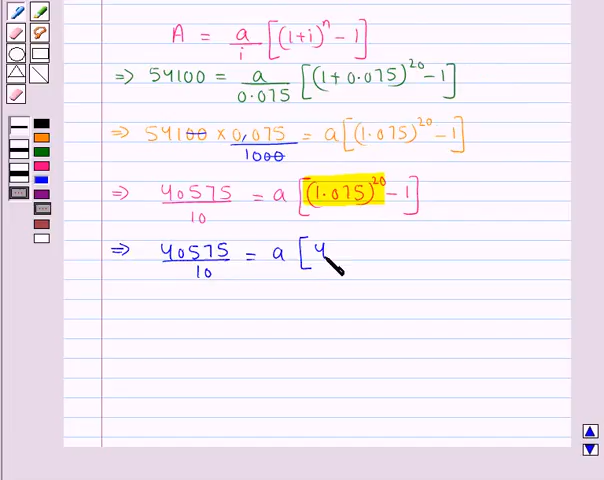 A = a/i [(1+i)^n - 1]
⇒ 54100 = a/0.075 [(1+0.075)^20 - 1]
⇒ 54100 × 0.075/1000 = a[(1.075)^20 - 1]
⇒ 40575/10 = a [(1.075)^20 - 1]
⇒ 40575/10 = a [4